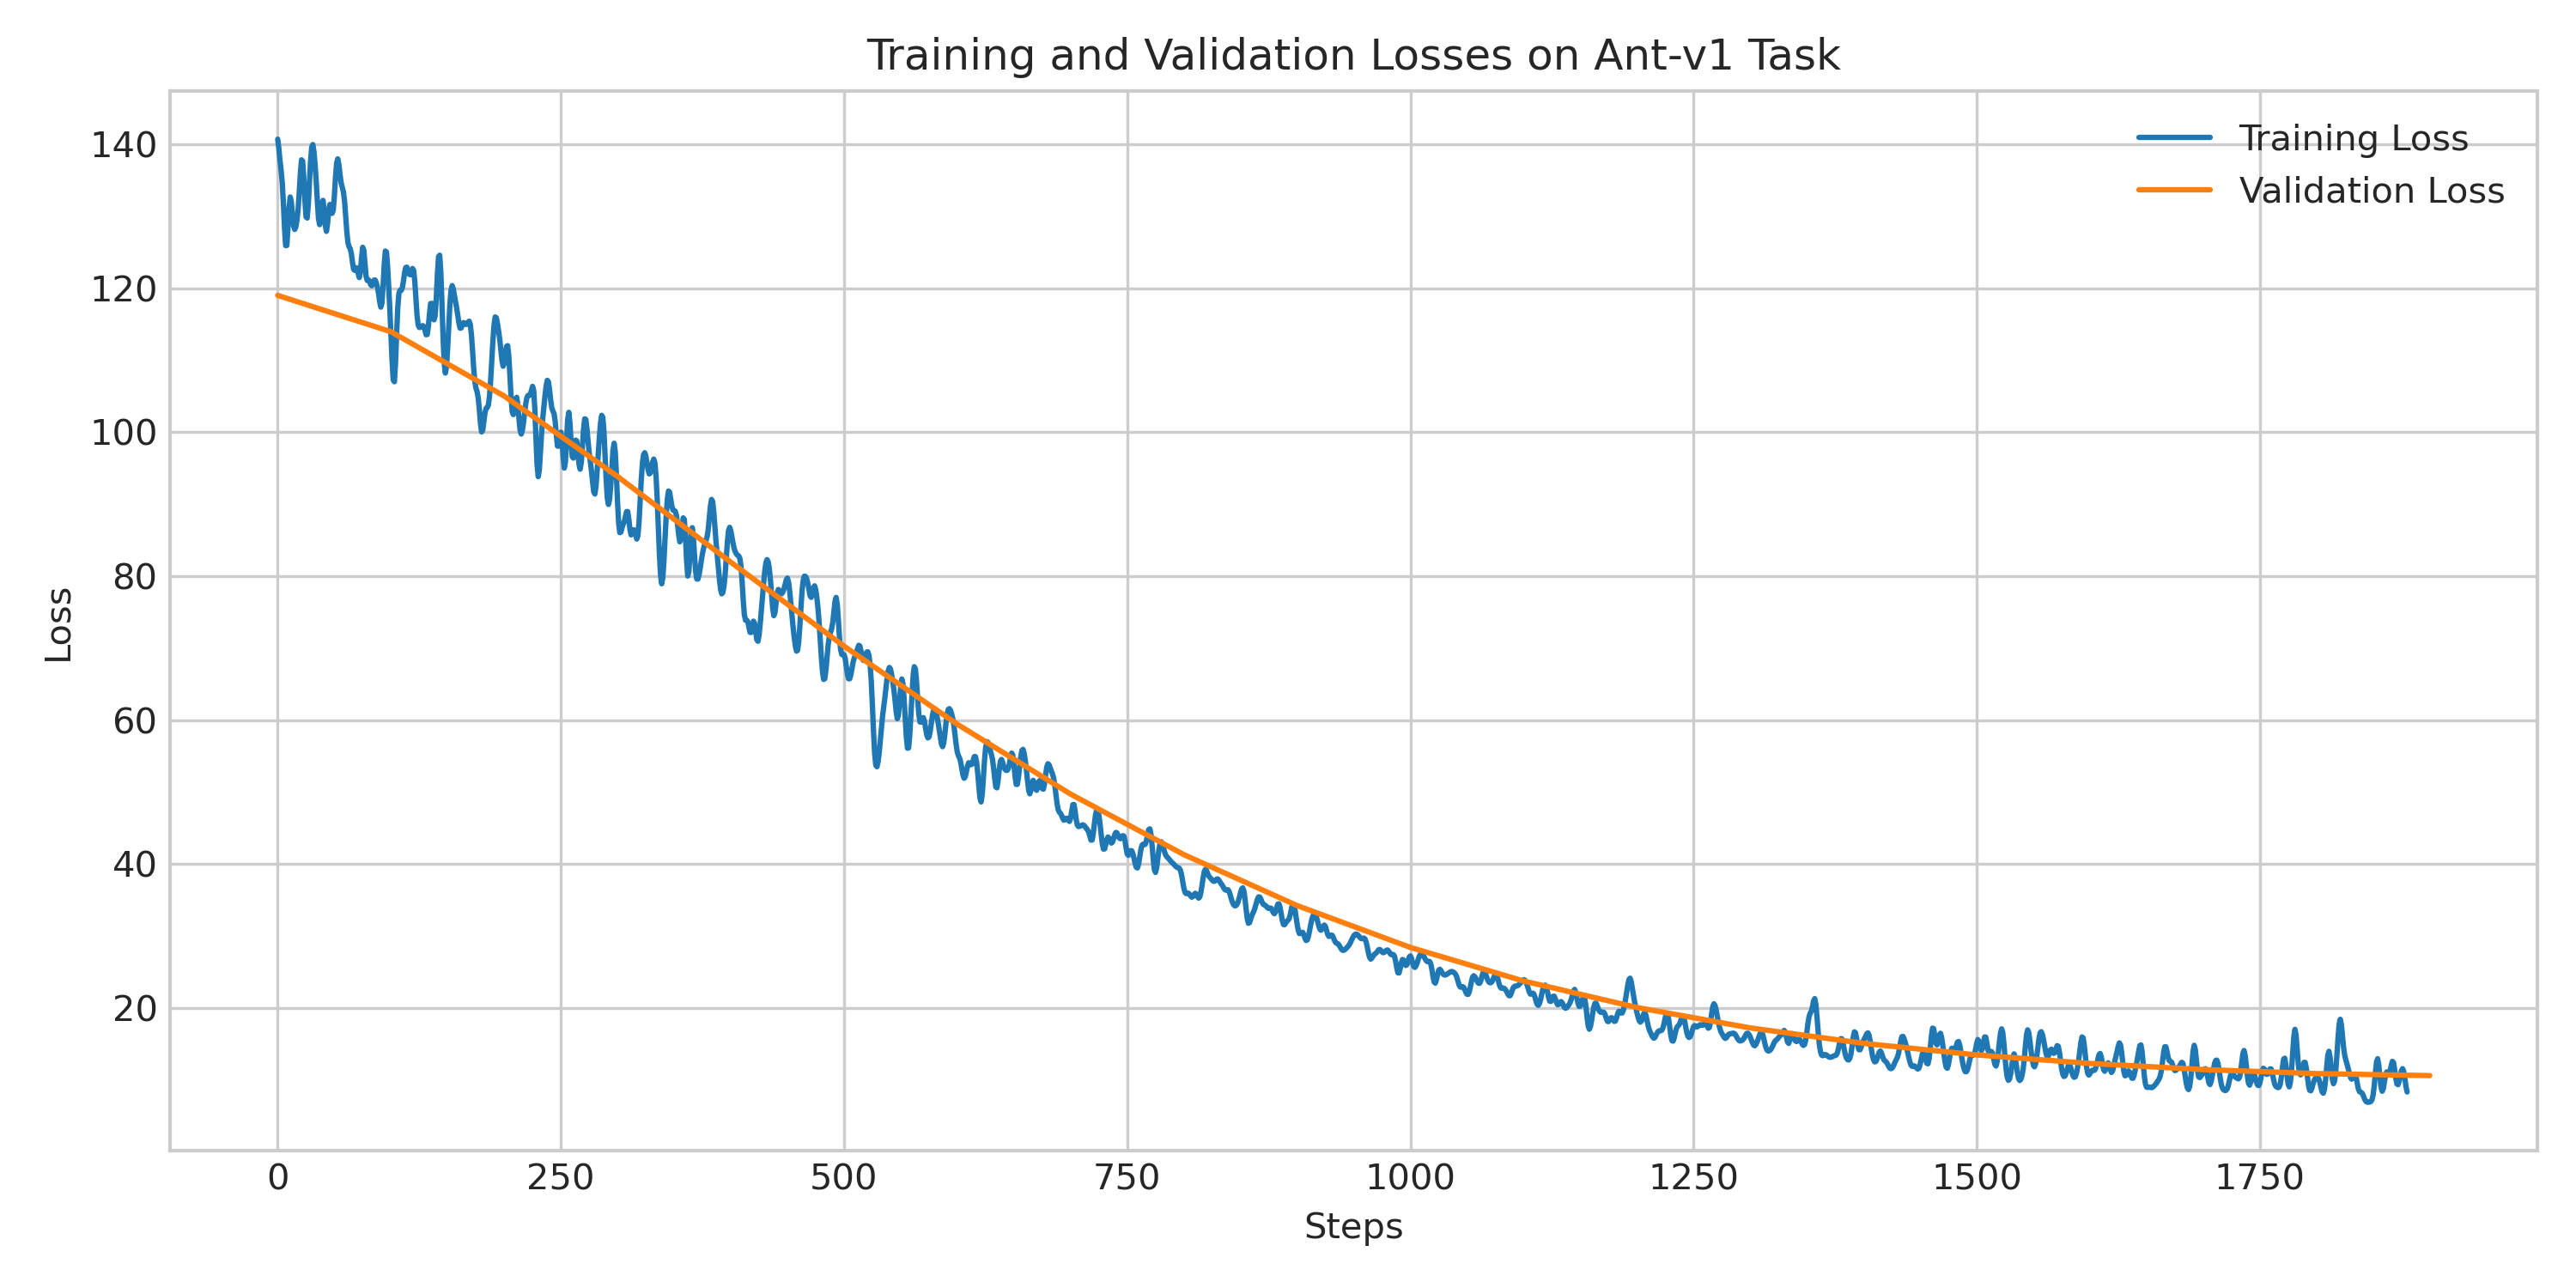 Training and Validation Losses on Ant-v1 Task
Training Loss
Validation Loss
140
120
100
80
60
40
20
Loss
0 250 500 750 1000 1250 1500 1750
Steps